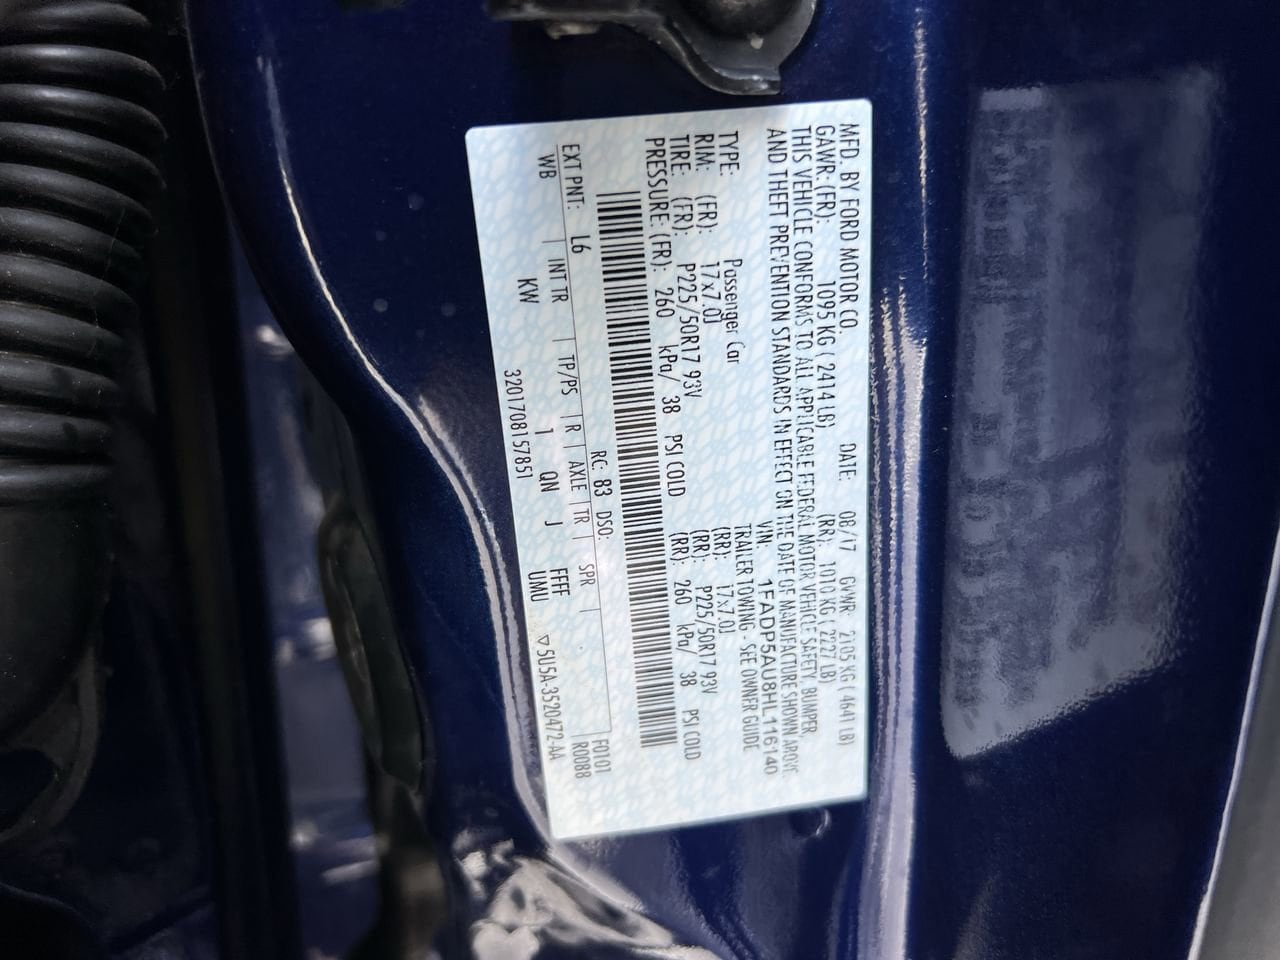 MFD. BY FORD MOTOR CO.
DATE: 08/17 GVWR: 2105 KG ( 4641 LB)
GAWR: (FR): 1095 KG ( 2414 LB) (RR): 1010 KG ( 2227 LB)
THIS VEHICLE CONFORMS TO ALL APPLICABLE FEDERAL MOTOR VEHICLE SAFETY, BUMPER,
AND THEFT PREVENTION STANDARDS IN EFFECT ON THE DATE OF MANUFACTURE SHOWN ABOVE
VIN: 1FADP5AU8HL116140
TYPE: Passenger Car TRAILER TOWING - SEE OWNER GUIDE
RIM: (FR): 17x7.0J (RR): 17x7.0J
TIRE: (FR): P225/50R17 93V (RR): P225/50R17 93V
PRESSURE: (FR): 260 kPa/ 38 PSI COLD (RR): 260 kPa/ 38 PSI COLD
RC: 83 DSO: F0101
EXT PNT: L6 R0088
WB INT TR TP/PS R AXLE TR SPR
KW 1 QN J FFFF
3201708157851 UMU ▽5U5A-3520472-AA